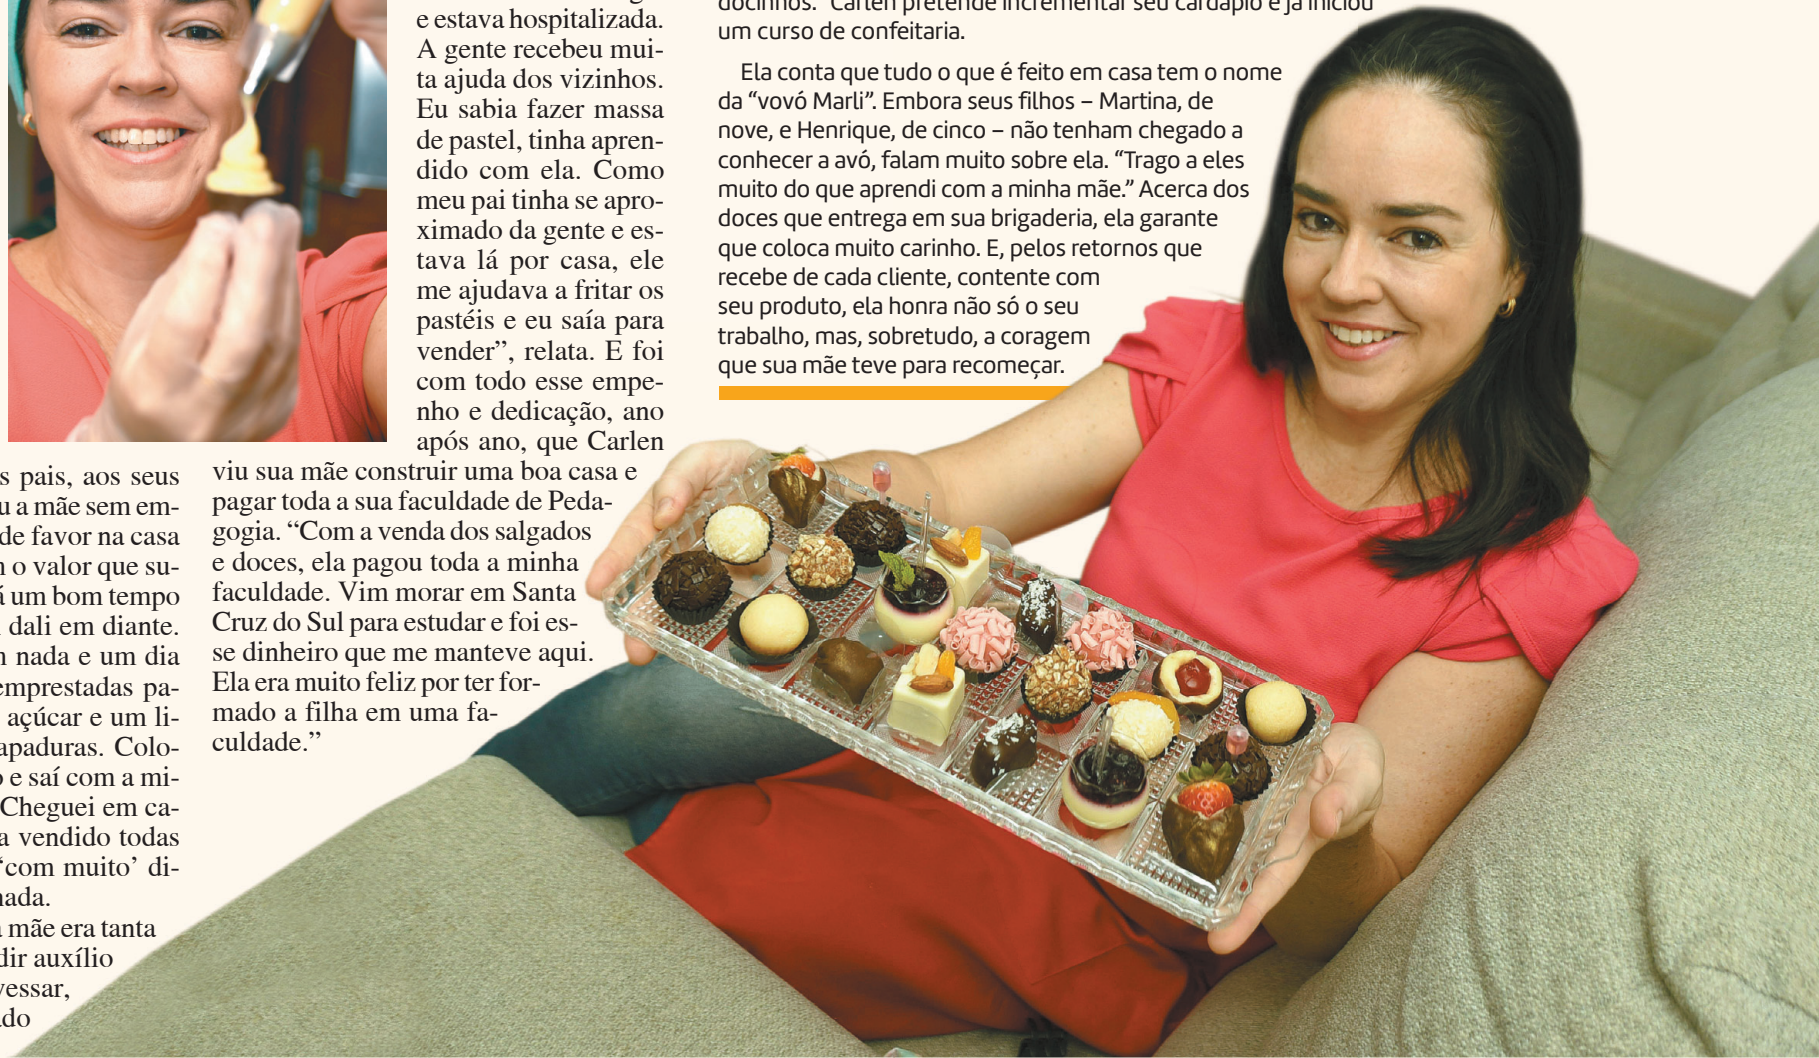 s pais, aos seus
u a mãe sem em-
de favor na casa
o valor que su-
á um bom tempo
dali em diante.
nada e um dia
emprestadas pa-
açúcar e um li-
apaduras. Colo-
e saí com a mi-
Cheguei em ca-
a vendido todas
‘com muito’ di-
nada.
a mãe era tanta
dir auxílio
vessar,
ado
e estava hospitalizada.
A gente recebeu mui-
ta ajuda dos vizinhos.
Eu sabia fazer massa
de pastel, tinha apren-
dido com ela. Como
meu pai tinha se apro-
ximado da gente e es-
tava lá por casa, ele
me ajudava a fritar os
pastéis e eu saía para
vender”, relata. E foi
com todo esse empe-
nho e dedicação, ano
após ano, que Carlen
viu sua mãe construir uma boa casa e
pagar toda a sua faculdade de Peda-
gogia. “Com a venda dos salgados
e doces, ela pagou toda a minha
faculdade. Vim morar em Santa
Cruz do Sul para estudar e foi es-
se dinheiro que me manteve aqui.
Ela era muito feliz por ter for-
mado a filha em uma fa-
culdade.”
docinhos.” Carlen pretende incrementar seu cardápio e já iniciou
um curso de confeitaria.
Ela conta que tudo o que é feito em casa tem o nome
da “vovó Marli”. Embora seus filhos – Martina, de
nove, e Henrique, de cinco – não tenham chegado a
conhecer a avó, falam muito sobre ela. “Trago a eles
muito do que aprendi com a minha mãe.” Acerca dos
doces que entrega em sua brigaderia, ela garante
que coloca muito carinho. E, pelos retornos que
recebe de cada cliente, contente com
seu produto, ela honra não só o seu
trabalho, mas, sobretudo, a coragem
que sua mãe teve para recomeçar.